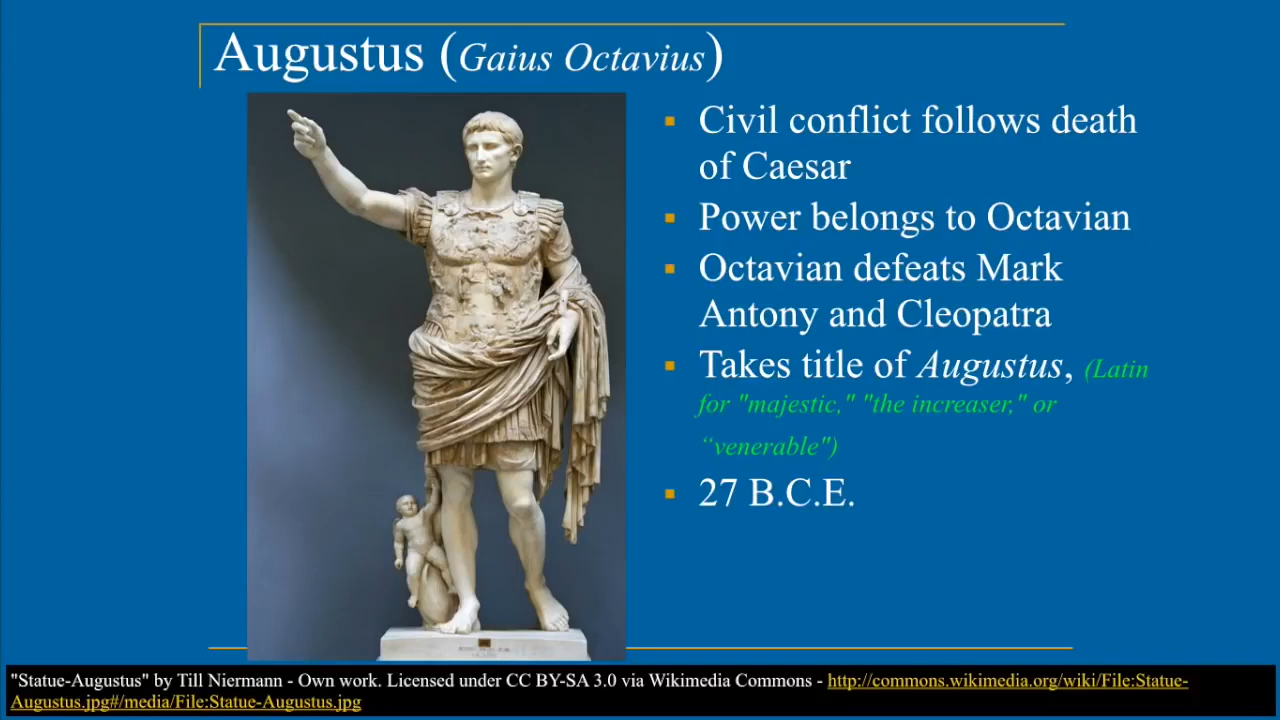 Augustus (Gaius Octavius)
Civil conflict follows death
of Caesar
Power belongs to Octavian
Octavian defeats Mark
Antony and Cleopatra
Takes title of Augustus, (Latin
for "majestic," "the increaser," or
“venerable")
27 B.C.E.
"Statue-Augustus" by Till Niermann - Own work. Licensed under CC BY-SA 3.0 via Wikimedia Commons - http://commons.wikimedia.org/wiki/File:Statue-
Augustus.jpg#/media/File:Statue-Augustus.jpg